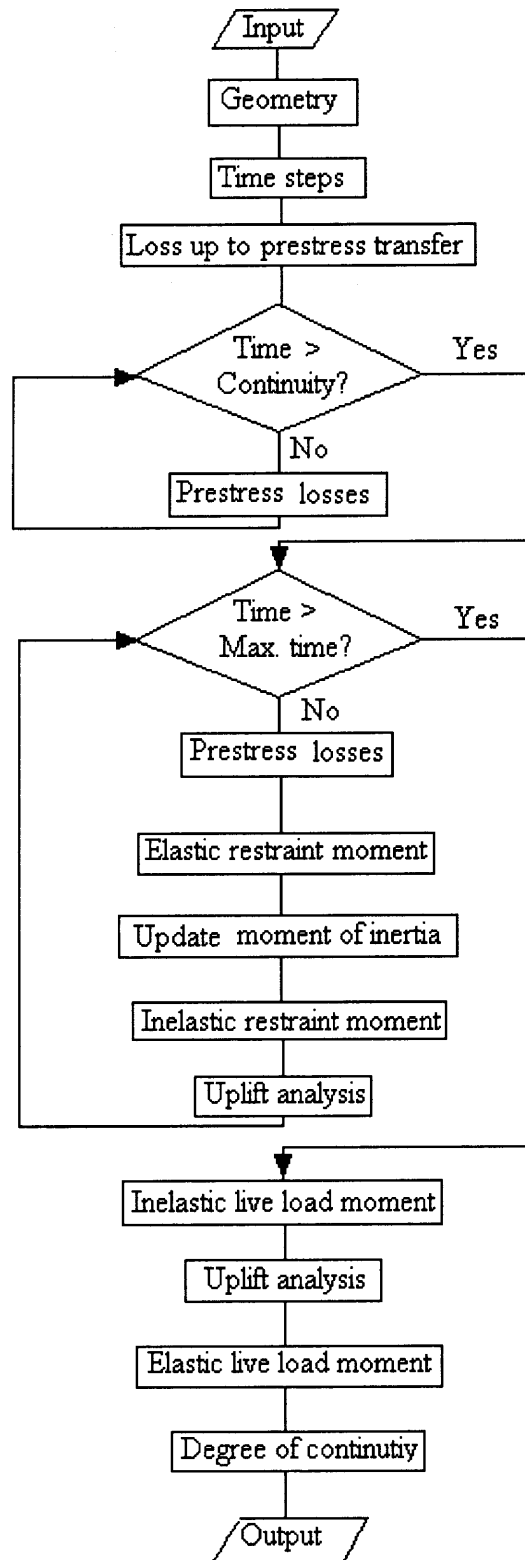 Input
Geometry
Time steps
Loss up to prestress transfer
Time >
Continuity?
Yes
No
Prestress losses
Time >
Max. time?
Yes
No
Prestress losses
Elastic restraint moment
Update moment of inertia
Inelastic restraint moment
Uplift analysis
Inelastic live load moment
Uplift analysis
Elastic live load moment
Degree of continutiy
Output